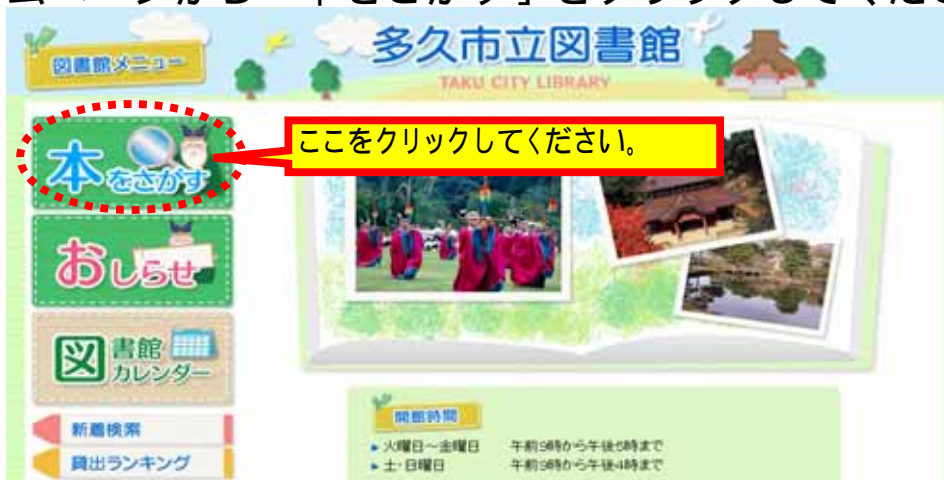 図書館メニュー
多久市立図書館
TAKU CITY LIBRARY
本をさがす
ここをクリックしてください。
おしらせ
図書館カレンダー
開館時間
新着検索
火曜日~金曜日 午前9時から午後6時まで
貸出ランキング
土・日曜日 午前9時から午後4時まで